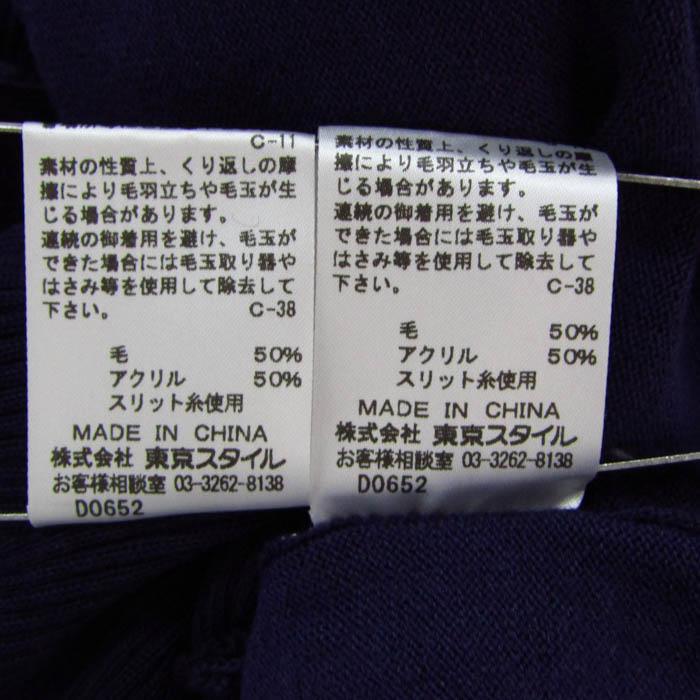 C-11
素材の性質上、くり返しの摩
擦により毛羽立ちや毛玉が生
じる場合があります。
連続の御着用を避け、毛玉が
できた場合には毛玉取り器や
はさみ等を使用して除去して
下さい。 C-38
毛 50%
アクリル 50%
スリット糸使用
MADE IN CHINA
株式会社 東京スタイル
お客様相談室 03-3262-8138
D0652
素材の性質上、くり返しの摩
擦により毛羽立ちや毛玉が生
じる場合があります。
連続の御着用を避け、毛玉が
できた場合には毛玉取り器や
はさみ等を使用して除去して
下さい。 C-38
毛 50%
アクリル 50%
スリット糸使用
MADE IN CHINA
株式会社 東京スタイル
お客様相談室 03-3262-8138
D0652